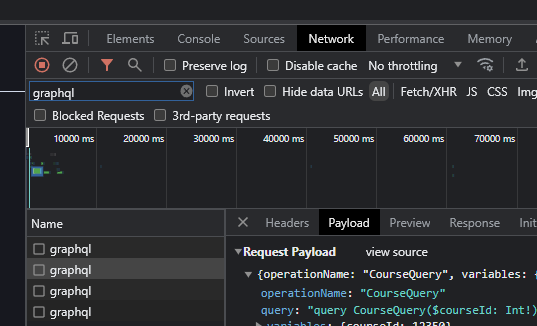 Elements Console Sources Network Performance Memory
Preserve log Disable cache No throttling
graphql Invert Hide data URLs All Fetch/XHR JS CSS Img
Blocked Requests 3rd-party requests
10000 ms 20000 ms 30000 ms 40000 ms 50000 ms 60000 ms 70000 ms
Name Headers Payload Preview Response Init
graphql
graphql
graphql
graphql
▼Request Payload view source
▼{operationName: "CourseQuery", variables: {
operationName: "CourseQuery"
query: "query CourseQuery($courseId: Int!)
▶variables: {courseId: 12350}